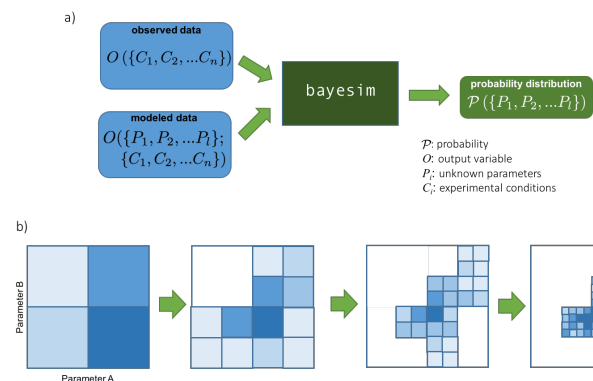 a)
observed data
O ({C₁, C₂, ...Cₙ})
modeled data
O({P₁, P₂, ...Pₗ};
{C₁, C₂, ...Cₙ})
bayesim
probability distribution
𝒫 ({P₁, P₂, ...Pₗ})
𝒫: probability
O: output variable
Pᵢ: unknown parameters
Cᵢ: experimental conditions
b)
Parameter B
Parameter A